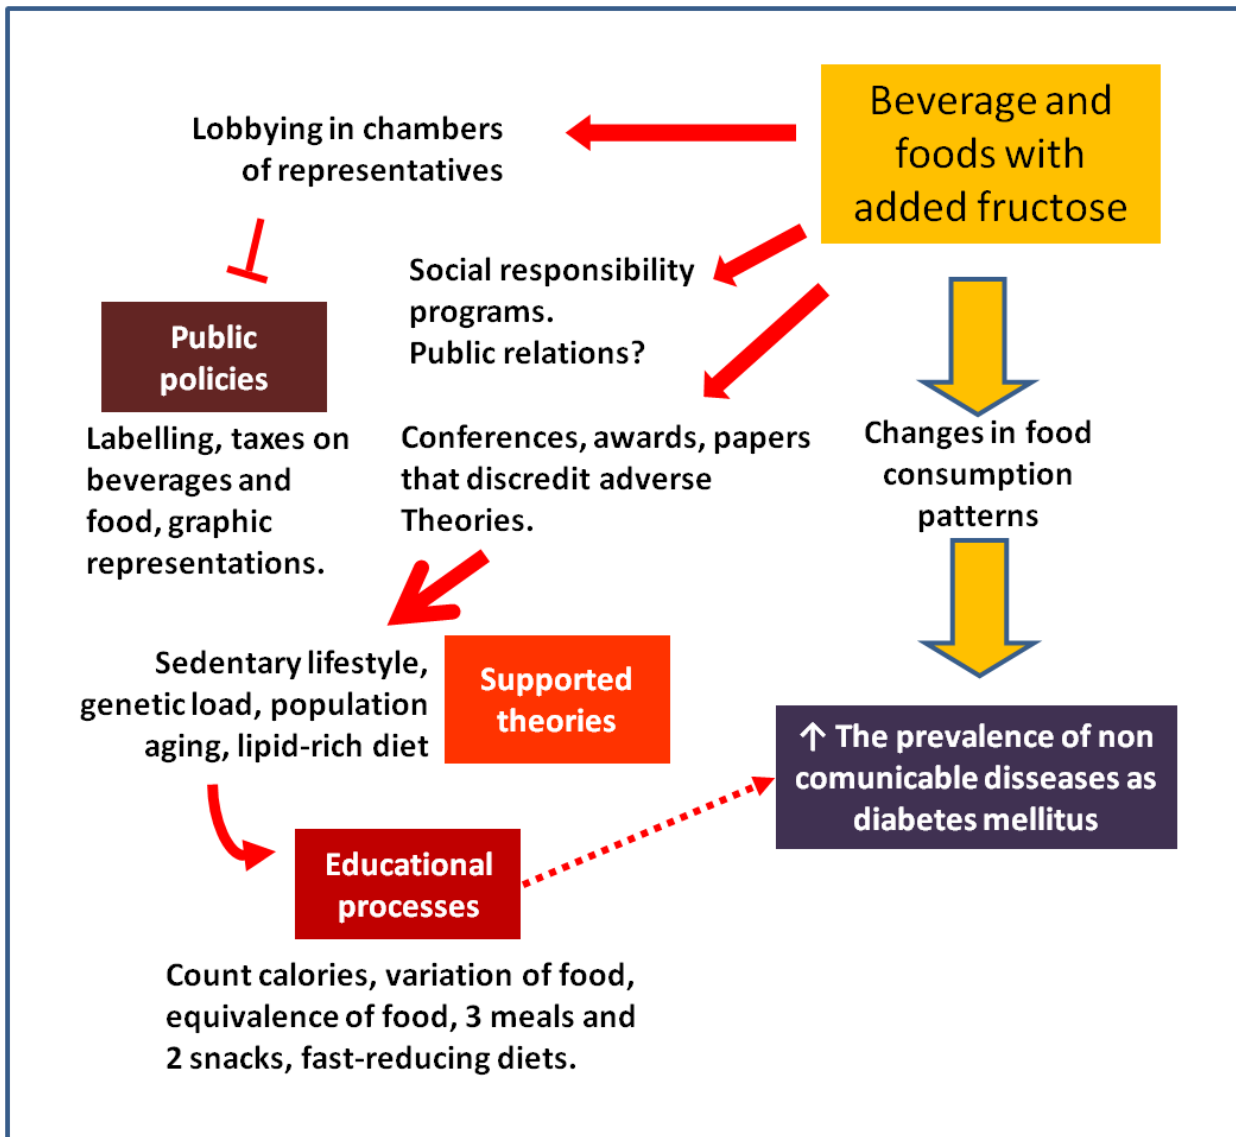 Beverage and
foods with
added fructose
Lobbying in chambers
of representatives
Social responsibility
programs.
Public relations?
Public
policies
Labelling, taxes on
beverages and
food, graphic
representations.
Conferences, awards, papers
that discredit adverse
Theories.
Changes in food
consumption
patterns
Sedentary lifestyle,
genetic load, population
aging, lipid-rich diet
Supported
theories
↑ The prevalence of non
comunicable disseases as
diabetes mellitus
Educational
processes
Count calories, variation of food,
equivalence of food, 3 meals and
2 snacks, fast-reducing diets.